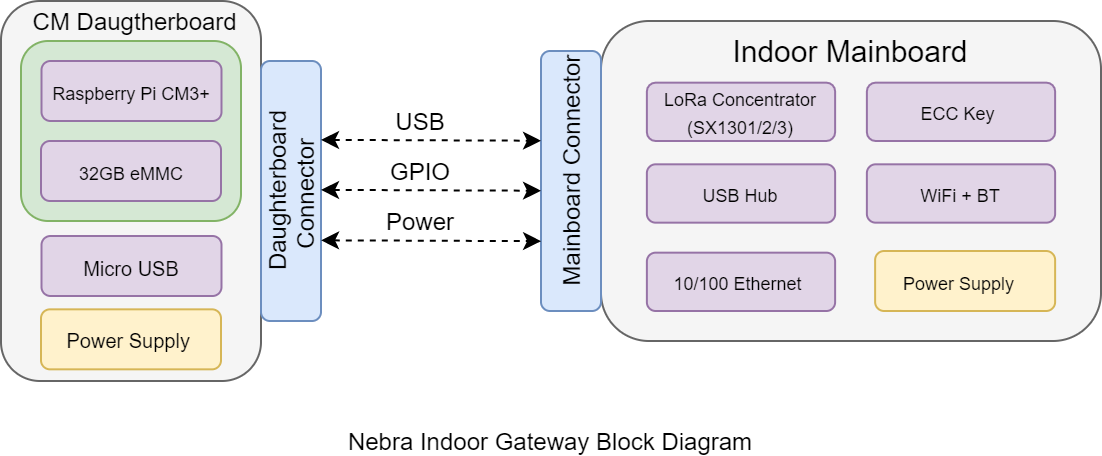 CM Daugtherboard
Raspberry Pi CM3+
32GB eMMC
Micro USB
Power Supply
Daughterboard
Connector
USB
GPIO
Power
Mainboard Connector
Indoor Mainboard
LoRa Concentrator
(SX1301/2/3)
ECC Key
USB Hub
WiFi + BT
10/100 Ethernet
Power Supply
Nebra Indoor Gateway Block Diagram